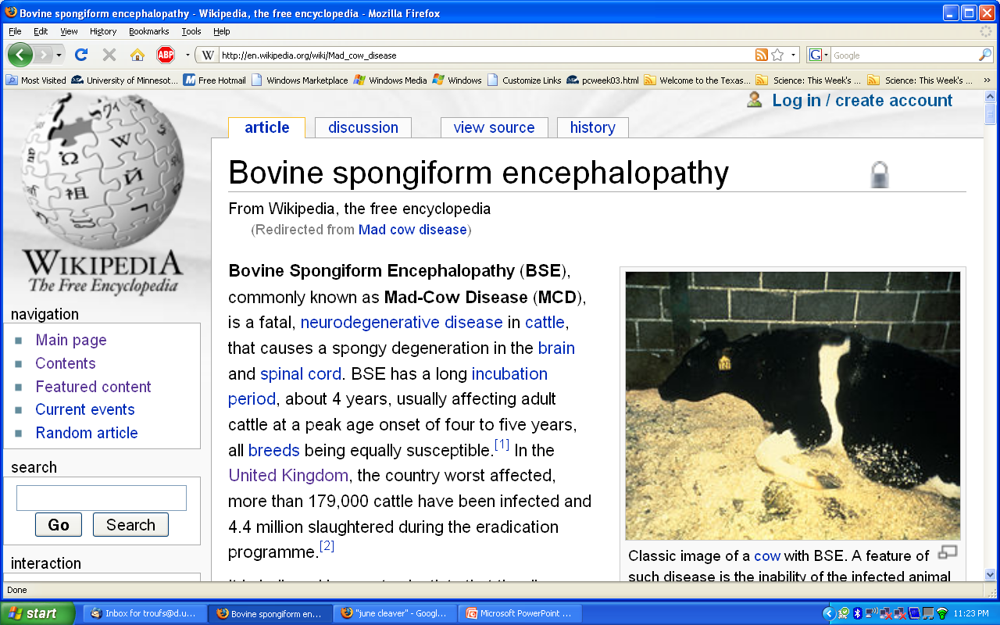 Bovine spongiform encephalopathy - Wikipedia, the free encyclopedia - Mozilla Firefox
File Edit View History Bookmarks Tools Help
ABP W http://en.wikipedia.org/wiki/Mad_cow_disease G Google
Most Visited University of Minnesot... Free Hotmail Windows Marketplace Windows Media Windows Customize Links pcweek03.html Welcome to the Texas... Science: This Week's ... Science: This Week's ... »
Log in / create account
article discussion view source history
Bovine spongiform encephalopathy
From Wikipedia, the free encyclopedia
(Redirected from Mad cow disease)
Bovine Spongiform Encephalopathy (BSE),
commonly known as Mad-Cow Disease (MCD),
is a fatal, neurodegenerative disease in cattle,
that causes a spongy degeneration in the brain
and spinal cord. BSE has a long incubation
period, about 4 years, usually affecting adult
cattle at a peak age onset of four to five years,
all breeds being equally susceptible.[1] In the
United Kingdom, the country worst affected,
more than 179,000 cattle have been infected and
4.4 million slaughtered during the eradication
programme.[2]
Classic image of a cow with BSE. A feature of
such disease is the inability of the infected animal
W Ω И 祖
WIKIPEDIA
The Free Encyclopedia
navigation
Main page
Contents
Featured content
Current events
Random article
search
Go Search
interaction
Done
start Inbox for troufs@d.u... Bovine spongiform en... "june cleaver" - Googl... Microsoft PowerPoint ... 11:23 PM